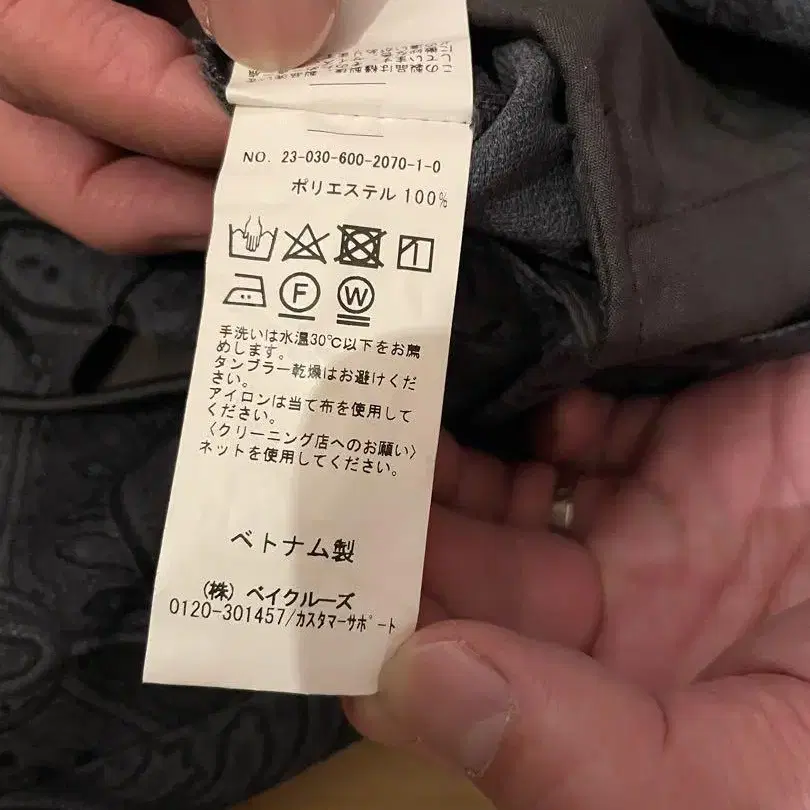 NO. 23-030-600-2070-1-0
ポリエステル 100%
F W
手洗いは水温30℃以下をお薦
めします。
タンブラー乾燥はお避けくだ
さい。
アイロンは当て布を使用して
ください。
〈クリーニング店へのお願い〉
ネットを使用してください。
ベトナム製
(株) ベイクルーズ
0120-301457/カスタマーサポート